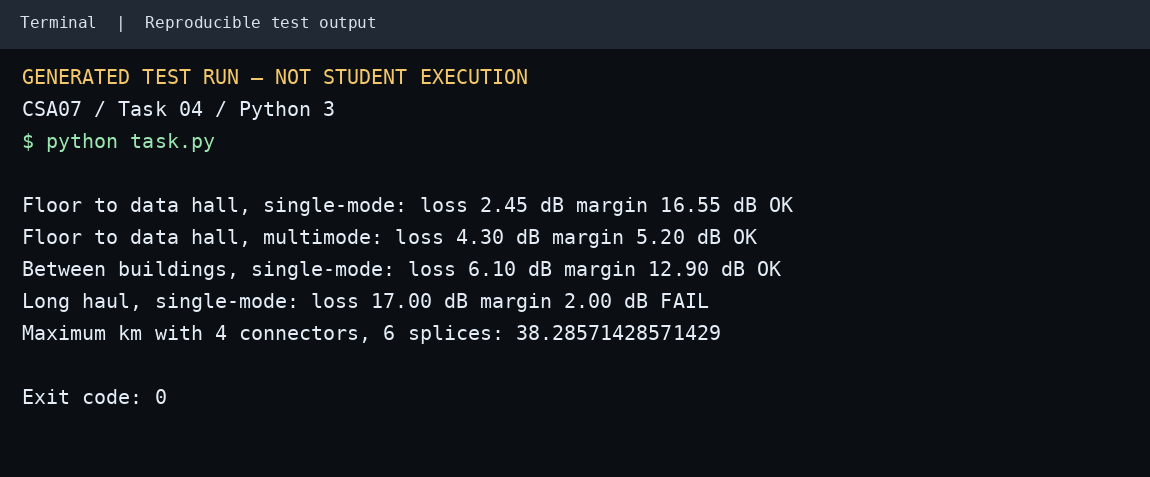 Terminal  |  Reproducible test output
GENERATED TEST RUN — NOT STUDENT EXECUTION
CSA07 / Task 04 / Python 3
$ python task.py
Floor to data hall, single-mode: loss 2.45 dB margin 16.55 dB OK
Floor to data hall, multimode: loss 4.30 dB margin 5.20 dB OK
Between buildings, single-mode: loss 6.10 dB margin 12.90 dB OK
Long haul, single-mode: loss 17.00 dB margin 2.00 dB FAIL
Maximum km with 4 connectors, 6 splices: 38.28571428571429
Exit code: 0